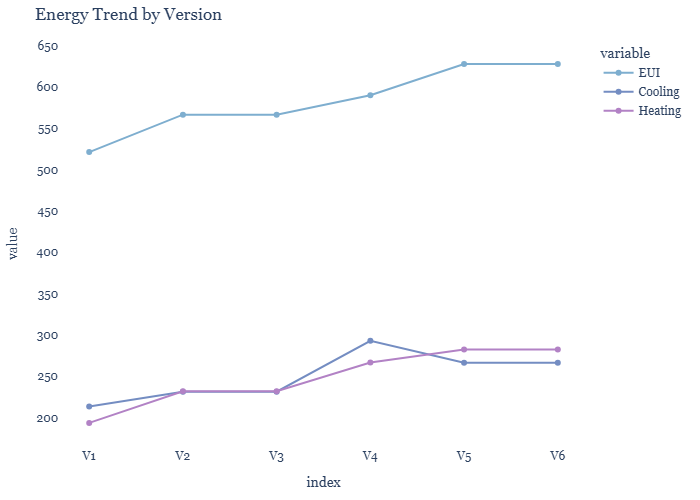 Energy Trend by Version
650
600
550
500
450
400
350
300
250
200
value
V1 V2 V3 V4 V5 V6
index
variable
EUI
Cooling
Heating